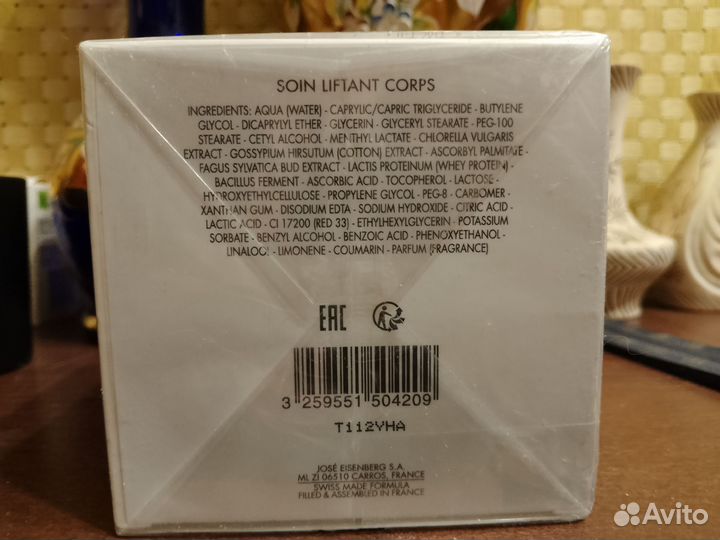 SOIN LIFTANT CORPS
INGREDIENTS: AQUA (WATER) - CAPRYLIC/CAPRIC TRIGLYCERIDE - BUTYLENE
GLYCOL - DICAPRYLYL ETHER - GLYCERIN - GLYCERYL STEARATE - PEG-100
STEARATE - CETYL ALCOHOL - MENTHYL LACTATE - CHLORELLA VULGARIS
EXTRACT - GOSSYPIUM HIRSUTUM (COTTON) EXTRACT - ASCORBYL PALMITATE -
FAGUS SYLVATICA BUD EXTRACT - LACTIS PROTEINUM (WHEY PROTEIN) -
BACILLUS FERMENT - ASCORBIC ACID - TOCOPHEROL - LACTOSE -
HYDROXYETHYLCELLULOSE - PROPYLENE GLYCOL - PEG-8 - CARBOMER -
XANTHAN GUM - DISODIUM EDTA - SODIUM HYDROXIDE - CITRIC ACID -
LACTIC ACID - CI 17200 (RED 33) - ETHYLHEXYLGLYCERIN - POTASSIUM
SORBATE - BENZYL ALCOHOL - BENZOIC ACID - PHENOXYETHANOL -
LINALOOL - LIMONENE - COUMARIN - PARFUM (FRAGRANCE)
EAC
3 259551 504209
T112YHA
JOSÉ EISENBERG S.A.
ML ZI 06510 CARROS, FRANCE
SWISS MADE FORMULA
FILLED & ASSEMBLED IN FRANCE
Avito